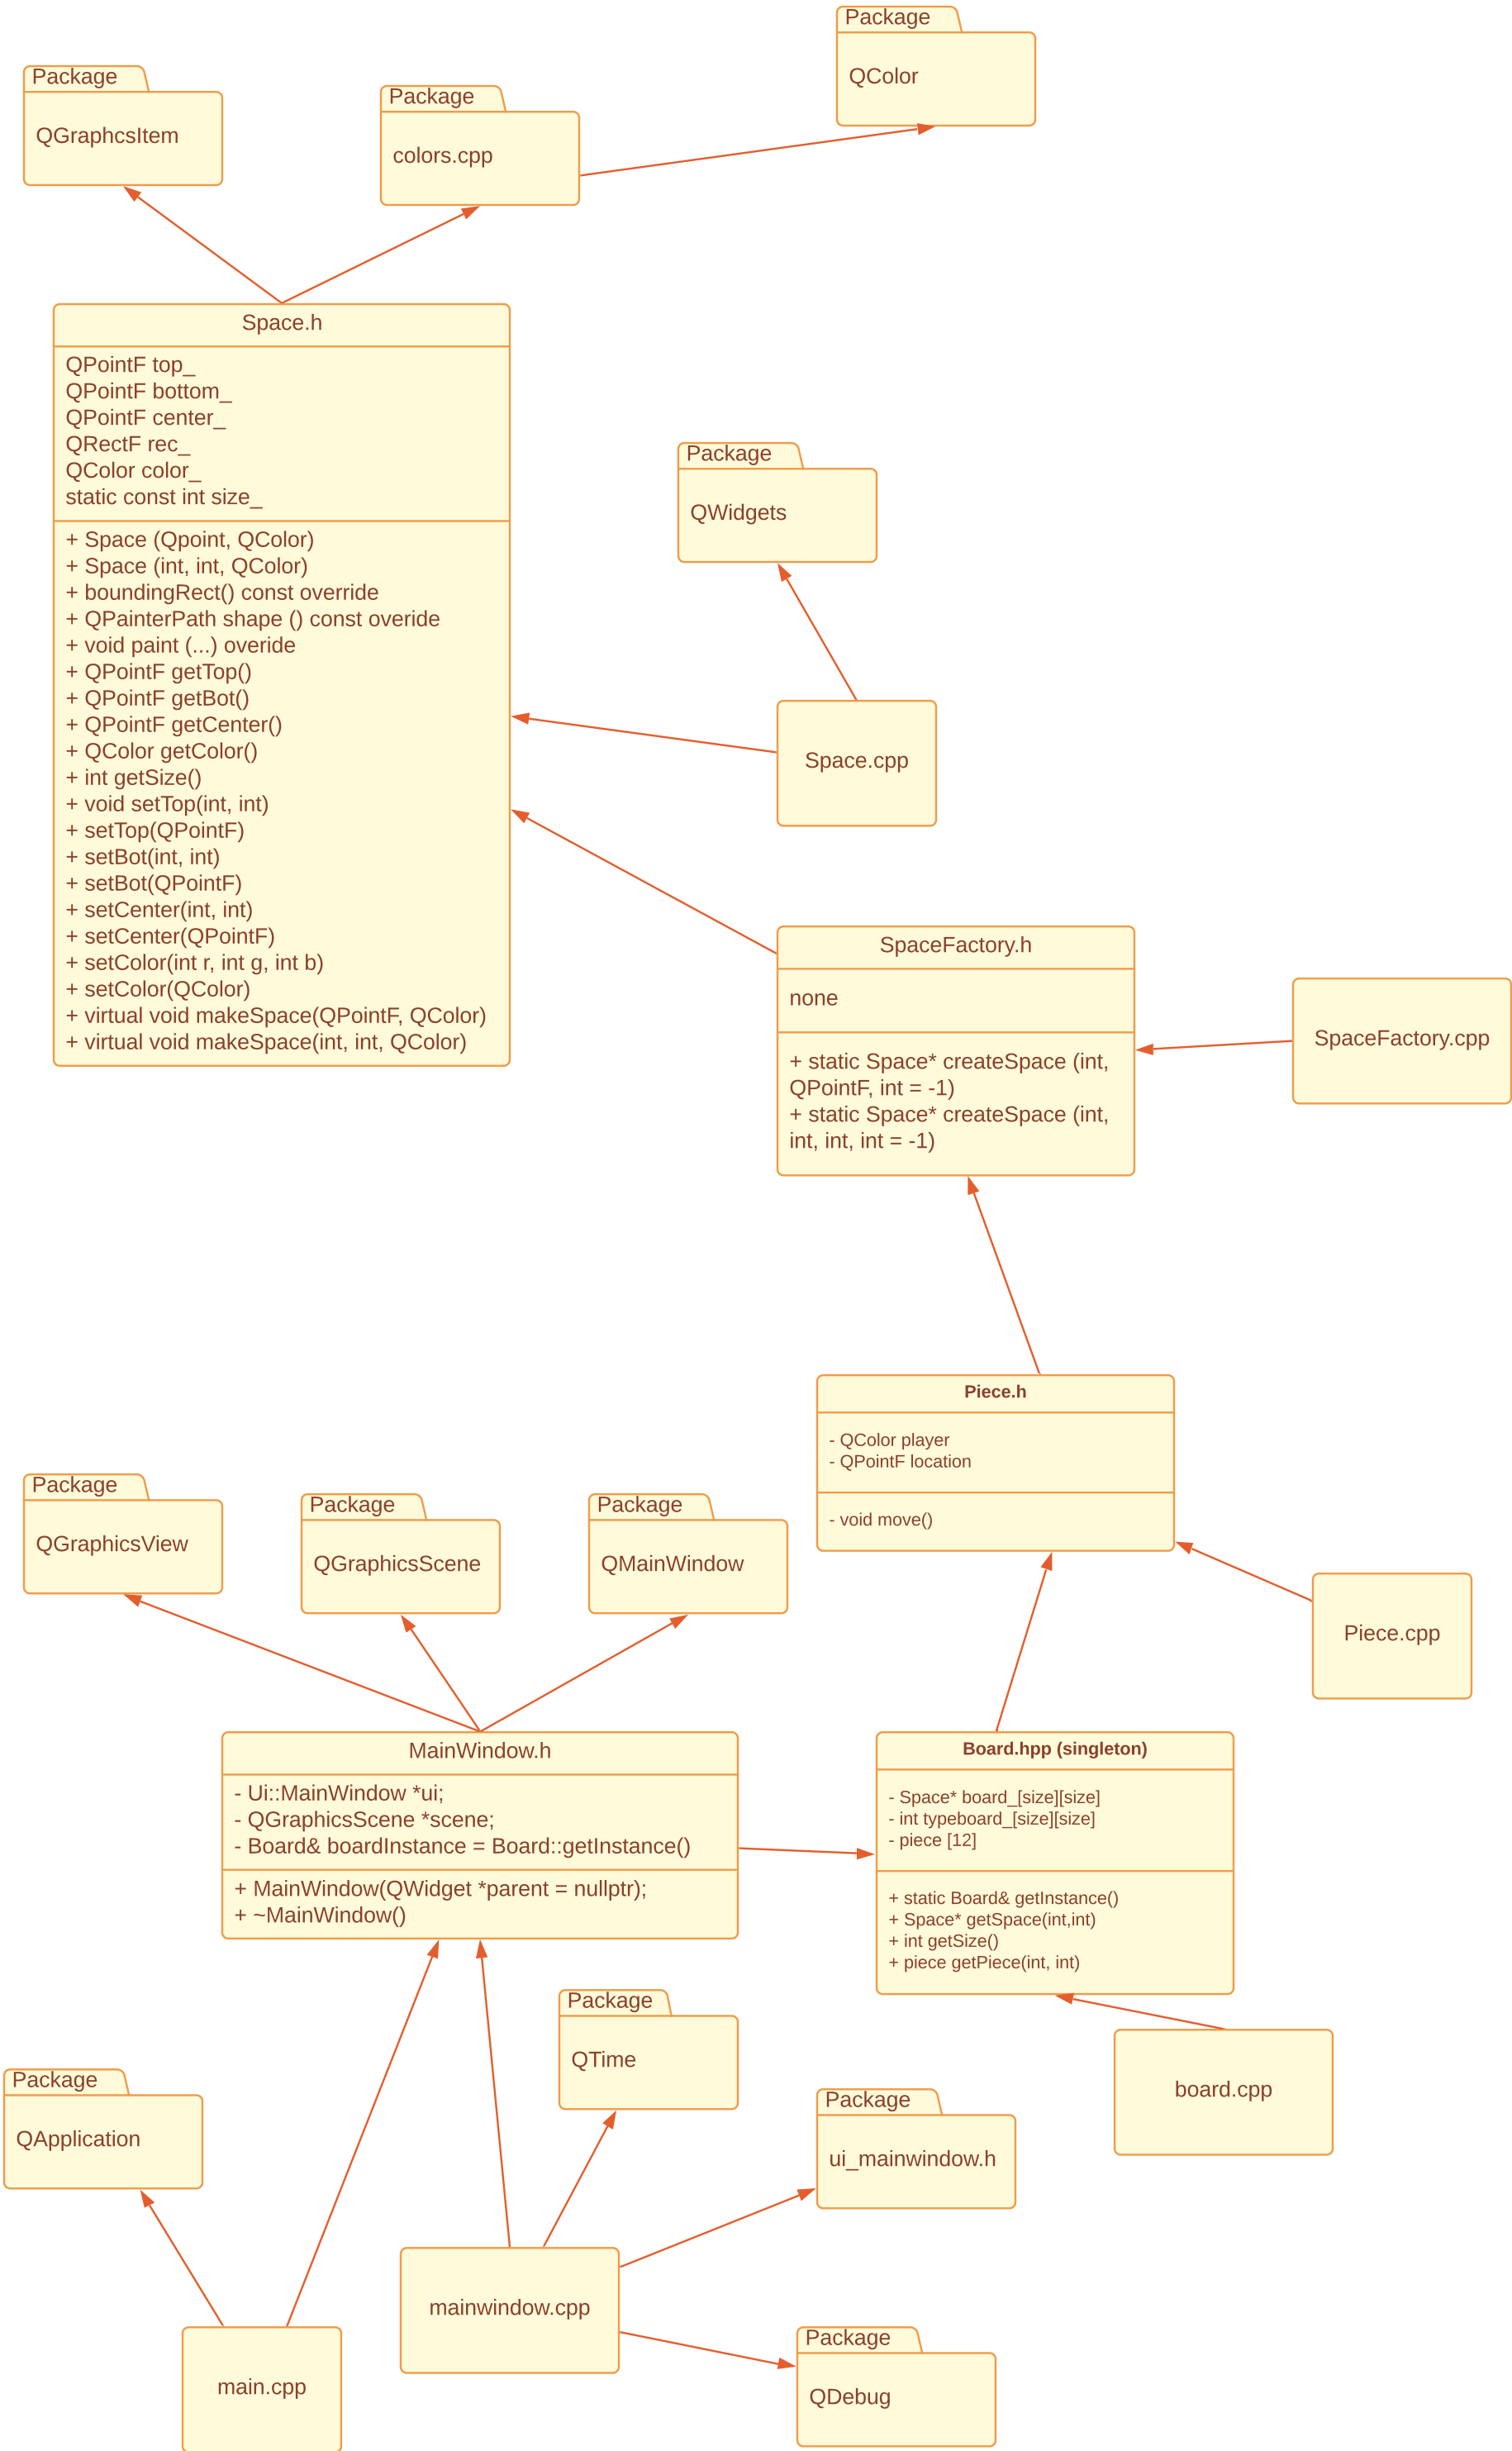 Package
QColor
Package
QGraphcsItem
Package
colors.cpp
Space.h
QPointF top_
QPointF bottom_
QPointF center_
QRectF rec_
QColor color_
static const int size_
+ Space (Qpoint, QColor)
+ Space (int, int, QColor)
+ boundingRect() const override
+ QPainterPath shape () const overide
+ void paint (...) overide
+ QPointF getTop()
+ QPointF getBot()
+ QPointF getCenter()
+ QColor getColor()
+ int getSize()
+ void setTop(int, int)
+ setTop(QPointF)
+ setBot(int, int)
+ setBot(QPointF)
+ setCenter(int, int)
+ setCenter(QPointF)
+ setColor(int r, int g, int b)
+ setColor(QColor)
+ virtual void makeSpace(QPointF, QColor)
+ virtual void makeSpace(int, int, QColor)
Package
QWidgets
Space.cpp
SpaceFactory.h
none
+ static Space* createSpace (int,
QPointF, int = -1)
+ static Space* createSpace (int,
int, int, int = -1)
SpaceFactory.cpp
Piece.h
- QColor player
- QPointF location
- void move()
Piece.cpp
Package
QGraphicsView
Package
QGraphicsScene
Package
QMainWindow
MainWindow.h
- Ui::MainWindow *ui;
- QGraphicsScene *scene;
- Board& boardInstance = Board::getInstance()
+ MainWindow(QWidget *parent = nullptr);
+ ~MainWindow()
Board.hpp (singleton)
- Space* board_[size][size]
- int typeboard_[size][size]
- piece [12]
+ static Board& getInstance()
+ Space* getSpace(int,int)
+ int getSize()
+ piece getPiece(int, int)
board.cpp
Package
QTime
Package
QApplication
Package
ui_mainwindow.h
mainwindow.cpp
main.cpp
Package
QDebug